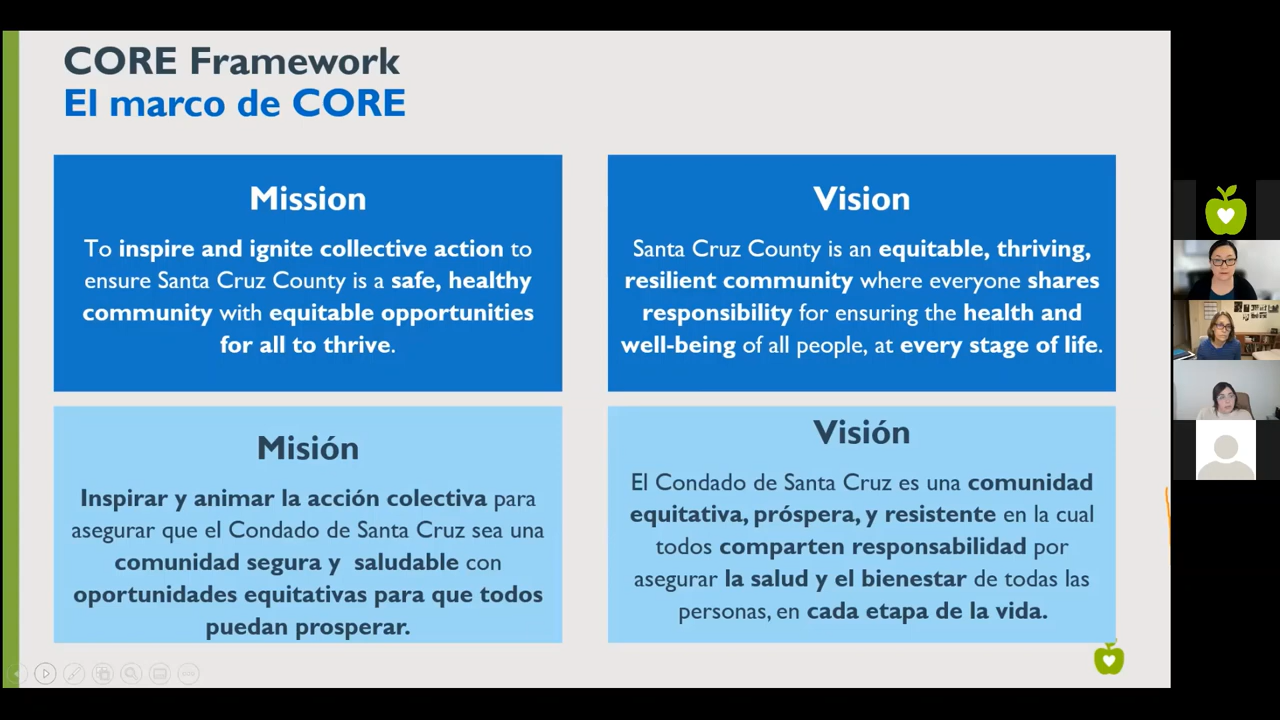 CORE Framework
El marco de CORE
Mission
To inspire and ignite collective action to
ensure Santa Cruz County is a safe, healthy
community with equitable opportunities
for all to thrive.
Vision
Santa Cruz County is an equitable, thriving,
resilient community where everyone shares
responsibility for ensuring the health and
well-being of all people, at every stage of life.
Misión
Inspirar y animar la acción colectiva para
asegurar que el Condado de Santa Cruz sea una
comunidad segura y  saludable con
oportunidades equitativas para que todos
puedan prosperar.
Visión
El Condado de Santa Cruz es una comunidad
equitativa, próspera, y resistente en la cual
todos comparten responsabilidad por
asegurar la salud y el bienestar de todas las
personas, en cada etapa de la vida.